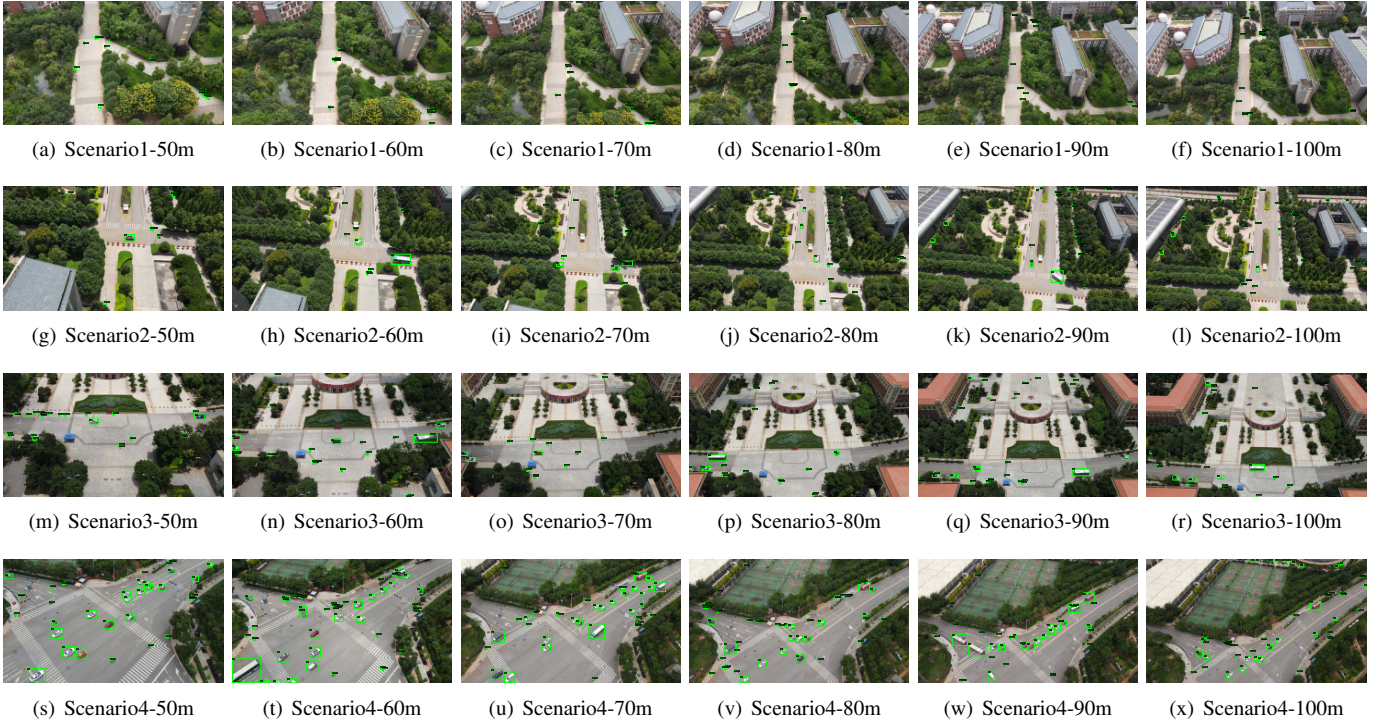 (a) Scenario1-50m
(b) Scenario1-60m
(c) Scenario1-70m
(d) Scenario1-80m
(e) Scenario1-90m
(f) Scenario1-100m
(g) Scenario2-50m
(h) Scenario2-60m
(i) Scenario2-70m
(j) Scenario2-80m
(k) Scenario2-90m
(l) Scenario2-100m
(m) Scenario3-50m
(n) Scenario3-60m
(o) Scenario3-70m
(p) Scenario3-80m
(q) Scenario3-90m
(r) Scenario3-100m
(s) Scenario4-50m
(t) Scenario4-60m
(u) Scenario4-70m
(v) Scenario4-80m
(w) Scenario4-90m
(x) Scenario4-100m